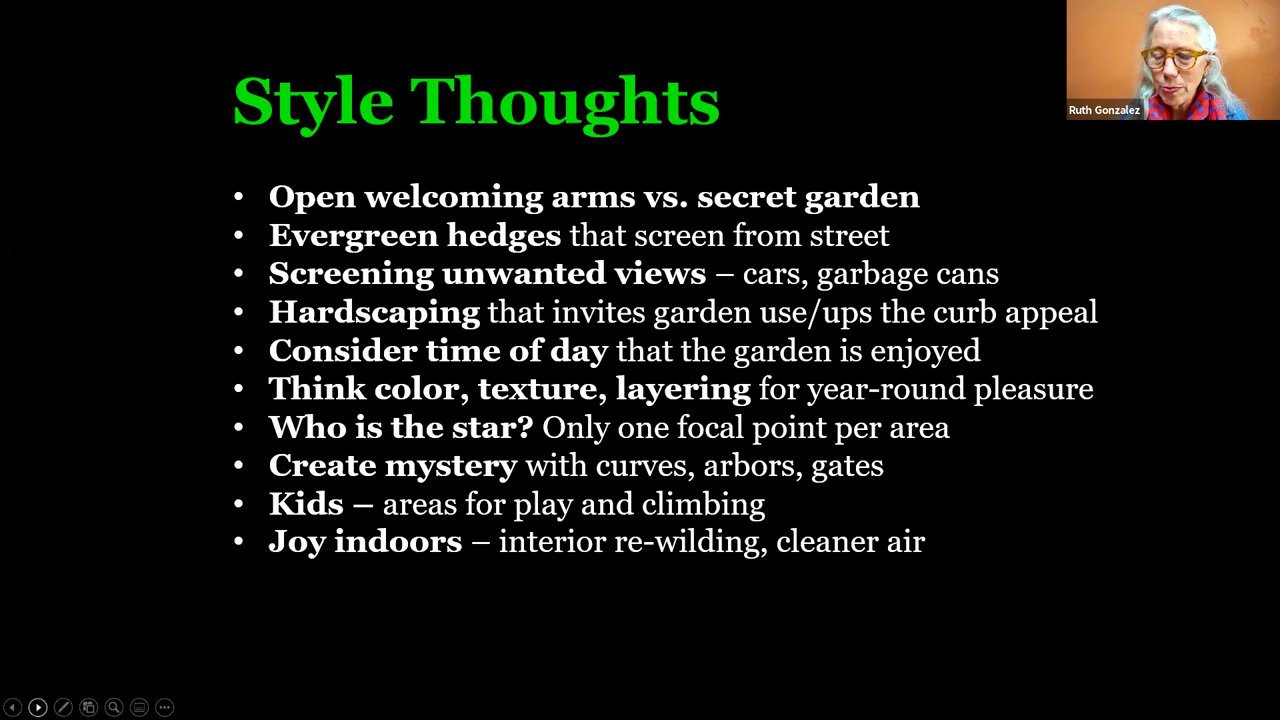 Style Thoughts
Ruth Gonzalez
• Open welcoming arms vs. secret garden
• Evergreen hedges that screen from street
• Screening unwanted views – cars, garbage cans
• Hardscaping that invites garden use/ups the curb appeal
• Consider time of day that the garden is enjoyed
• Think color, texture, layering for year-round pleasure
• Who is the star? Only one focal point per area
• Create mystery with curves, arbors, gates
• Kids – areas for play and climbing
• Joy indoors – interior re-wilding, cleaner air